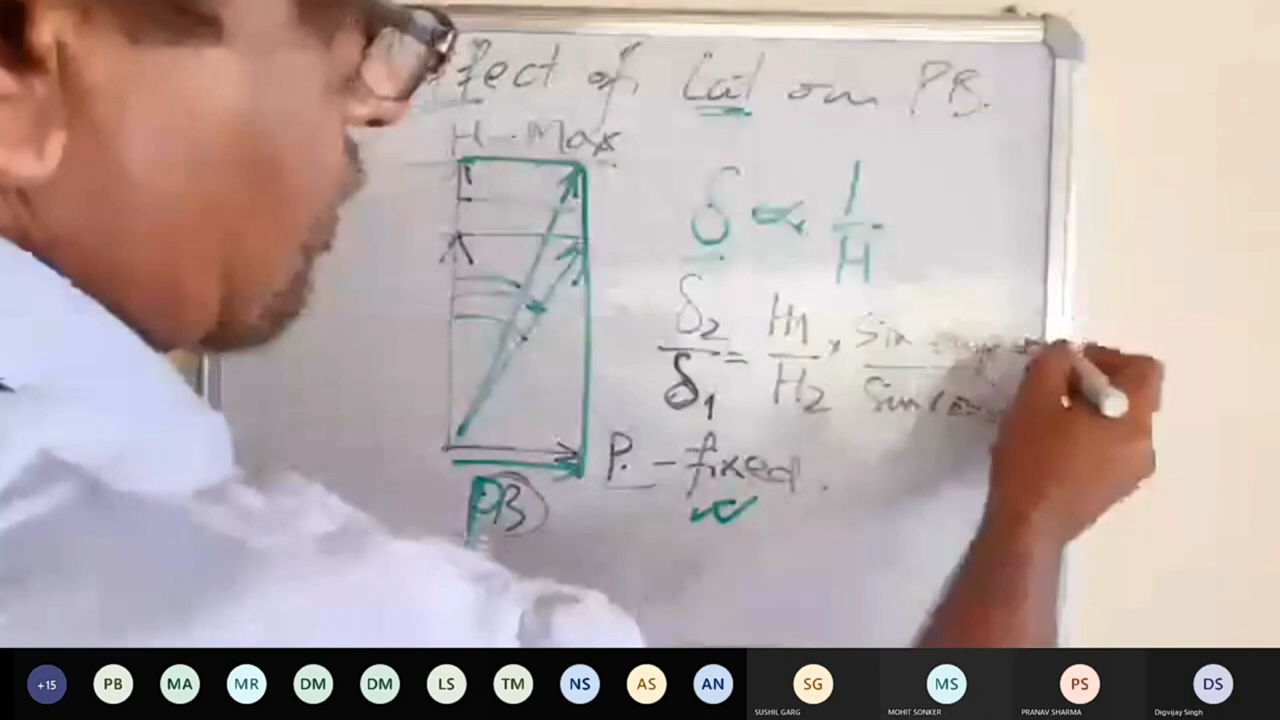 ffect of Lat on PB.
H-Max
δ ∝ 1/H
δ2/δ1 = H1/H2 × Sin
P. - fixed.
PB
+15 PB MA MR DM DM LS TM NS AS AN SG MS PS DS
SUSHIL GARG MOHIT SONKER PRANAV SHARMA Digvijay Singh